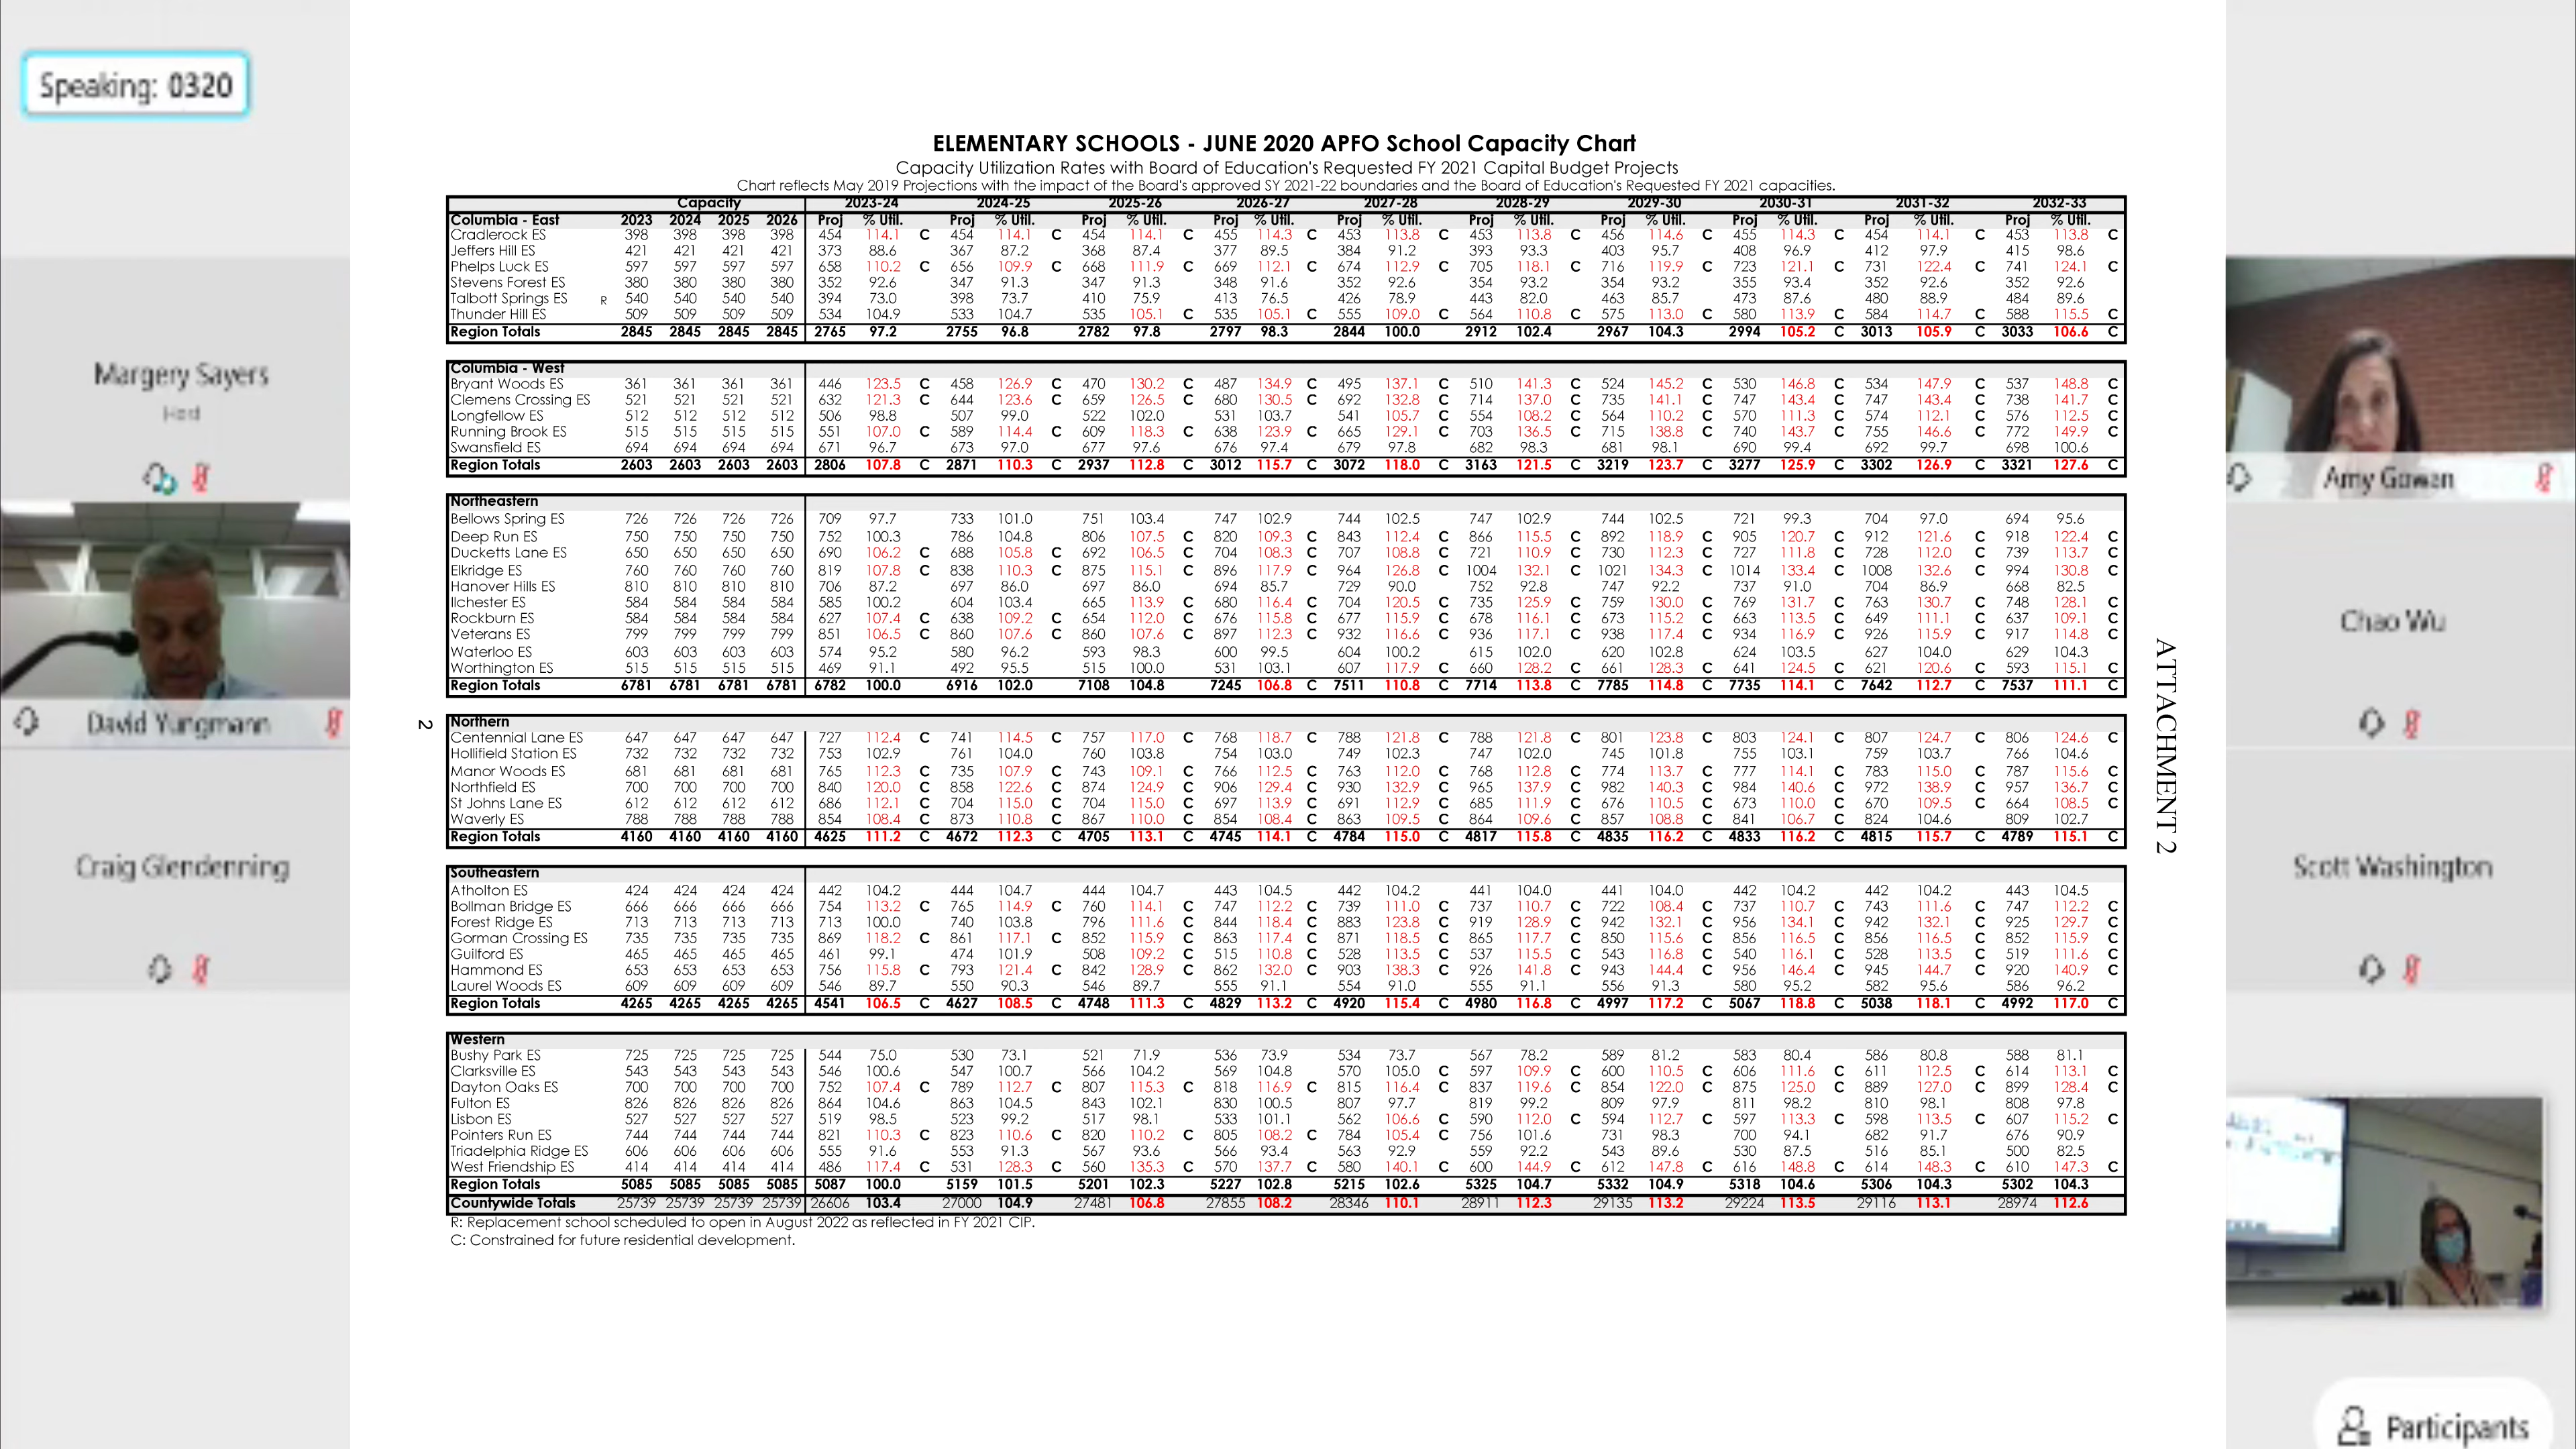 Speaking: 0320
Margery Sayers
Host
David Yungmann
Craig Glendenning
ELEMENTARY SCHOOLS - JUNE 2020 APFO School Capacity Chart
Capacity Utilization Rates with Board of Education's Requested FY 2021 Capital Budget Projects
Chart reflects May 2019 Projections with the impact of the Board's approved SY 2021-22 boundaries and the Board of Education's Requested FY 2021 capacities.
Capacity 2023-24 2024-25 2025-26 2026-27 2027-28 2028-29 2029-30 2030-31 2031-32 2032-33
Columbia - East 2023 2024 2025 2026 Proj % Util. Proj % Util. Proj % Util. Proj % Util. Proj % Util. Proj % Util. Proj % Util. Proj % Util. Proj % Util. Proj % Util.
Cradlerock ES 398 398 398 398 454 114.1 C 454 114.1 C 454 114.1 C 455 114.3 C 453 113.8 C 453 113.8 C 456 114.6 C 455 114.3 C 454 114.1 C 453 113.8 C
Jeffers Hill ES 421 421 421 421 373 88.6 367 87.2 368 87.4 377 89.5 384 91.2 393 93.3 403 95.7 408 96.9 412 97.9 415 98.6
Phelps Luck ES 597 597 597 597 658 110.2 C 656 109.9 C 668 111.9 C 669 112.1 C 674 112.9 C 705 118.1 C 716 119.9 C 723 121.1 C 731 122.4 C 741 124.1 C
Stevens Forest ES 380 380 380 380 352 92.6 347 91.3 347 91.3 348 91.6 352 92.6 354 93.2 354 93.2 355 93.4 352 92.6 352 92.6
Talbott Springs ES R 540 540 540 540 394 73.0 398 73.7 410 75.9 413 76.5 426 78.9 443 82.0 463 85.7 473 87.6 480 88.9 484 89.6
Thunder Hill ES 509 509 509 509 534 104.9 533 104.7 535 105.1 C 535 105.1 C 555 109.0 C 564 110.8 C 575 113.0 C 580 113.9 C 584 114.7 C 588 115.5 C
Region Totals 2845 2845 2845 2845 2765 97.2 2755 96.8 2782 97.8 2797 98.3 2844 100.0 2912 102.4 2967 104.3 2994 105.2 C 3013 105.9 C 3033 106.6 C
Columbia - West
Bryant Woods ES 361 361 361 361 446 123.5 C 458 126.9 C 470 130.2 C 487 134.9 C 495 137.1 C 510 141.3 C 524 145.2 C 530 146.8 C 534 147.9 C 537 148.8 C
Clemens Crossing ES 521 521 521 521 632 121.3 C 644 123.6 C 659 126.5 C 680 130.5 C 692 132.8 C 714 137.0 C 735 141.1 C 747 143.4 C 747 143.4 C 738 141.7 C
Longfellow ES 512 512 512 512 506 98.8 507 99.0 522 102.0 531 103.7 541 105.7 C 554 108.2 C 564 110.2 C 570 111.3 C 574 112.1 C 576 112.5 C
Running Brook ES 515 515 515 515 551 107.0 C 589 114.4 C 609 118.3 C 638 123.9 C 665 129.1 C 703 136.5 C 715 138.8 C 740 143.7 C 755 146.6 C 772 149.9 C
Swansfield ES 694 694 694 694 671 96.7 673 97.0 677 97.6 676 97.4 679 97.8 682 98.3 681 98.1 690 99.4 692 99.7 698 100.6
Region Totals 2603 2603 2603 2603 2806 107.8 C 2871 110.3 C 2937 112.8 C 3012 115.7 C 3072 118.0 C 3163 121.5 C 3219 123.7 C 3277 125.9 C 3302 126.9 C 3321 127.6 C
Northeastern
Bellows Spring ES 726 726 726 726 709 97.7 733 101.0 751 103.4 747 102.9 744 102.5 747 102.9 744 102.5 721 99.3 704 97.0 694 95.6
Deep Run ES 750 750 750 750 752 100.3 786 104.8 806 107.5 C 820 109.3 C 843 112.4 C 866 115.5 C 892 118.9 C 905 120.7 C 912 121.6 C 918 122.4 C
Ducketts Lane ES 650 650 650 650 690 106.2 C 688 105.8 C 692 106.5 C 704 108.3 C 707 108.8 C 721 110.9 C 730 112.3 C 727 111.8 C 728 112.0 C 739 113.7 C
Elkridge ES 760 760 760 760 819 107.8 C 838 110.3 C 875 115.1 C 896 117.9 C 964 126.8 C 1004 132.1 C 1021 134.3 C 1014 133.4 C 1008 132.6 C 994 130.8 C
Hanover Hills ES 810 810 810 810 706 87.2 697 86.0 697 86.0 694 85.7 729 90.0 752 92.8 747 92.2 737 91.0 704 86.9 668 82.5
Ilchester ES 584 584 584 584 585 100.2 604 103.4 665 113.9 C 680 116.4 C 704 120.5 C 735 125.9 C 759 130.0 C 769 131.7 C 763 130.7 C 748 128.1 C
Rockburn ES 584 584 584 584 627 107.4 C 638 109.2 C 654 112.0 C 676 115.8 C 677 115.9 C 678 116.1 C 673 115.2 C 663 113.5 C 649 111.1 C 637 109.1 C
Veterans ES 799 799 799 799 851 106.5 C 860 107.6 C 860 107.6 C 897 112.3 C 932 116.6 C 936 117.1 C 938 117.4 C 934 116.9 C 926 115.9 C 917 114.8 C
Waterloo ES 603 603 603 603 574 95.2 580 96.2 593 98.3 600 99.5 604 100.2 615 102.0 620 102.8 624 103.5 627 104.0 629 104.3
Worthington ES 515 515 515 515 469 91.1 492 95.5 515 100.0 531 103.1 607 117.9 C 660 128.2 C 661 128.3 C 641 124.5 C 621 120.6 C 593 115.1 C
Region Totals 6781 6781 6781 6781 6782 100.0 6916 102.0 7108 104.8 7245 106.8 C 7511 110.8 C 7714 113.8 C 7785 114.8 C 7735 114.1 C 7642 112.7 C 7537 111.1 C
Northern
Centennial Lane ES 647 647 647 647 727 112.4 C 741 114.5 C 757 117.0 C 768 118.7 C 788 121.8 C 788 121.8 C 801 123.8 C 803 124.1 C 807 124.7 C 806 124.6 C
Hollifield Station ES 732 732 732 732 753 102.9 761 104.0 760 103.8 754 103.0 749 102.3 747 102.0 745 101.8 755 103.1 759 103.7 766 104.6
Manor Woods ES 681 681 681 681 765 112.3 C 735 107.9 C 743 109.1 C 766 112.5 C 763 112.0 C 768 112.8 C 774 113.7 C 777 114.1 C 783 115.0 C 787 115.6 C
Northfield ES 700 700 700 700 840 120.0 C 858 122.6 C 874 124.9 C 906 129.4 C 930 132.9 C 965 137.9 C 982 140.3 C 984 140.6 C 972 138.9 C 957 136.7 C
St Johns Lane ES 612 612 612 612 686 112.1 C 704 115.0 C 704 115.0 C 697 113.9 C 691 112.9 C 685 111.9 C 676 110.5 C 673 110.0 C 670 109.5 C 664 108.5 C
Waverly ES 788 788 788 788 854 108.4 C 873 110.8 C 867 110.0 C 854 108.4 C 863 109.5 C 864 109.6 C 857 108.8 C 841 106.7 C 824 104.6 809 102.7
Region Totals 4160 4160 4160 4160 4625 111.2 C 4672 112.3 C 4705 113.1 C 4745 114.1 C 4784 115.0 C 4817 115.8 C 4835 116.2 C 4833 116.2 C 4815 115.7 C 4789 115.1 C
Southeastern
Atholton ES 424 424 424 424 442 104.2 444 104.7 444 104.7 443 104.5 442 104.2 441 104.0 441 104.0 442 104.2 442 104.2 443 104.5
Bollman Bridge ES 666 666 666 666 754 113.2 C 765 114.9 C 760 114.1 C 747 112.2 C 739 111.0 C 737 110.7 C 722 108.4 C 737 110.7 C 743 111.6 C 747 112.2 C
Forest Ridge ES 713 713 713 713 713 100.0 740 103.8 796 111.6 C 844 118.4 C 883 123.8 C 919 128.9 C 942 132.1 C 956 134.1 C 942 132.1 C 925 129.7 C
Gorman Crossing ES 735 735 735 735 869 118.2 C 861 117.1 C 852 115.9 C 863 117.4 C 871 118.5 C 865 117.7 C 850 115.6 C 856 116.5 C 856 116.5 C 852 115.9 C
Guilford ES 465 465 465 465 461 99.1 474 101.9 508 109.2 C 515 110.8 C 528 113.5 C 537 115.5 C 543 116.8 C 540 116.1 C 528 113.5 C 519 111.6 C
Hammond ES 653 653 653 653 756 115.8 C 793 121.4 C 842 128.9 C 862 132.0 C 903 138.3 C 926 141.8 C 943 144.4 C 956 146.4 C 945 144.7 C 920 140.9 C
Laurel Woods ES 609 609 609 609 546 89.7 550 90.3 546 89.7 555 91.1 554 91.0 555 91.1 556 91.3 580 95.2 582 95.6 586 96.2
Region Totals 4265 4265 4265 4265 4541 106.5 C 4627 108.5 C 4748 111.3 C 4829 113.2 C 4920 115.4 C 4980 116.8 C 4997 117.2 C 5067 118.8 C 5038 118.1 C 4992 117.0 C
Western
Bushy Park ES 725 725 725 725 544 75.0 530 73.1 521 71.9 536 73.9 534 73.7 567 78.2 589 81.2 583 80.4 586 80.8 588 81.1
Clarksville ES 543 543 543 543 546 100.6 547 100.7 566 104.2 569 104.8 570 105.0 C 597 109.9 C 600 110.5 C 606 111.6 C 611 112.5 C 614 113.1 C
Dayton Oaks ES 700 700 700 700 752 107.4 C 789 112.7 C 807 115.3 C 818 116.9 C 815 116.4 C 837 119.6 C 854 122.0 C 875 125.0 C 889 127.0 C 899 128.4 C
Fulton ES 826 826 826 826 864 104.6 863 104.5 843 102.1 830 100.5 807 97.7 819 99.2 809 97.9 811 98.2 810 98.1 808 97.8
Lisbon ES 527 527 527 527 519 98.5 523 99.2 517 98.1 533 101.1 562 106.6 C 590 112.0 C 594 112.7 C 597 113.3 C 598 113.5 C 607 115.2 C
Pointers Run ES 744 744 744 744 821 110.3 C 823 110.6 C 820 110.2 C 805 108.2 C 784 105.4 C 756 101.6 731 98.3 700 94.1 682 91.7 676 90.9
Triadelphia Ridge ES 606 606 606 606 555 91.6 553 91.3 567 93.6 566 93.4 563 92.9 559 92.2 543 89.6 530 87.5 516 85.1 500 82.5
West Friendship ES 414 414 414 414 486 117.4 C 531 128.3 C 560 135.3 C 570 137.7 C 580 140.1 C 600 144.9 C 612 147.8 C 616 148.8 C 614 148.3 C 610 147.3 C
Region Totals 5085 5085 5085 5085 5087 100.0 5159 101.5 5201 102.3 5227 102.8 5215 102.6 5325 104.7 5332 104.9 5318 104.6 5306 104.3 5302 104.3
Countywide Totals 25739 25739 25739 25739 26606 103.4 27000 104.9 27481 106.8 27855 108.2 28346 110.1 28911 112.3 29135 113.2 29224 113.5 29116 113.1 28974 112.6
R: Replacement school scheduled to open in August 2022 as reflected in FY 2021 CIP.
C: Constrained for future residential development.
2
ATTACHMENT 2
Amy Gowan
Chao Wu
Scott Washington
Participants